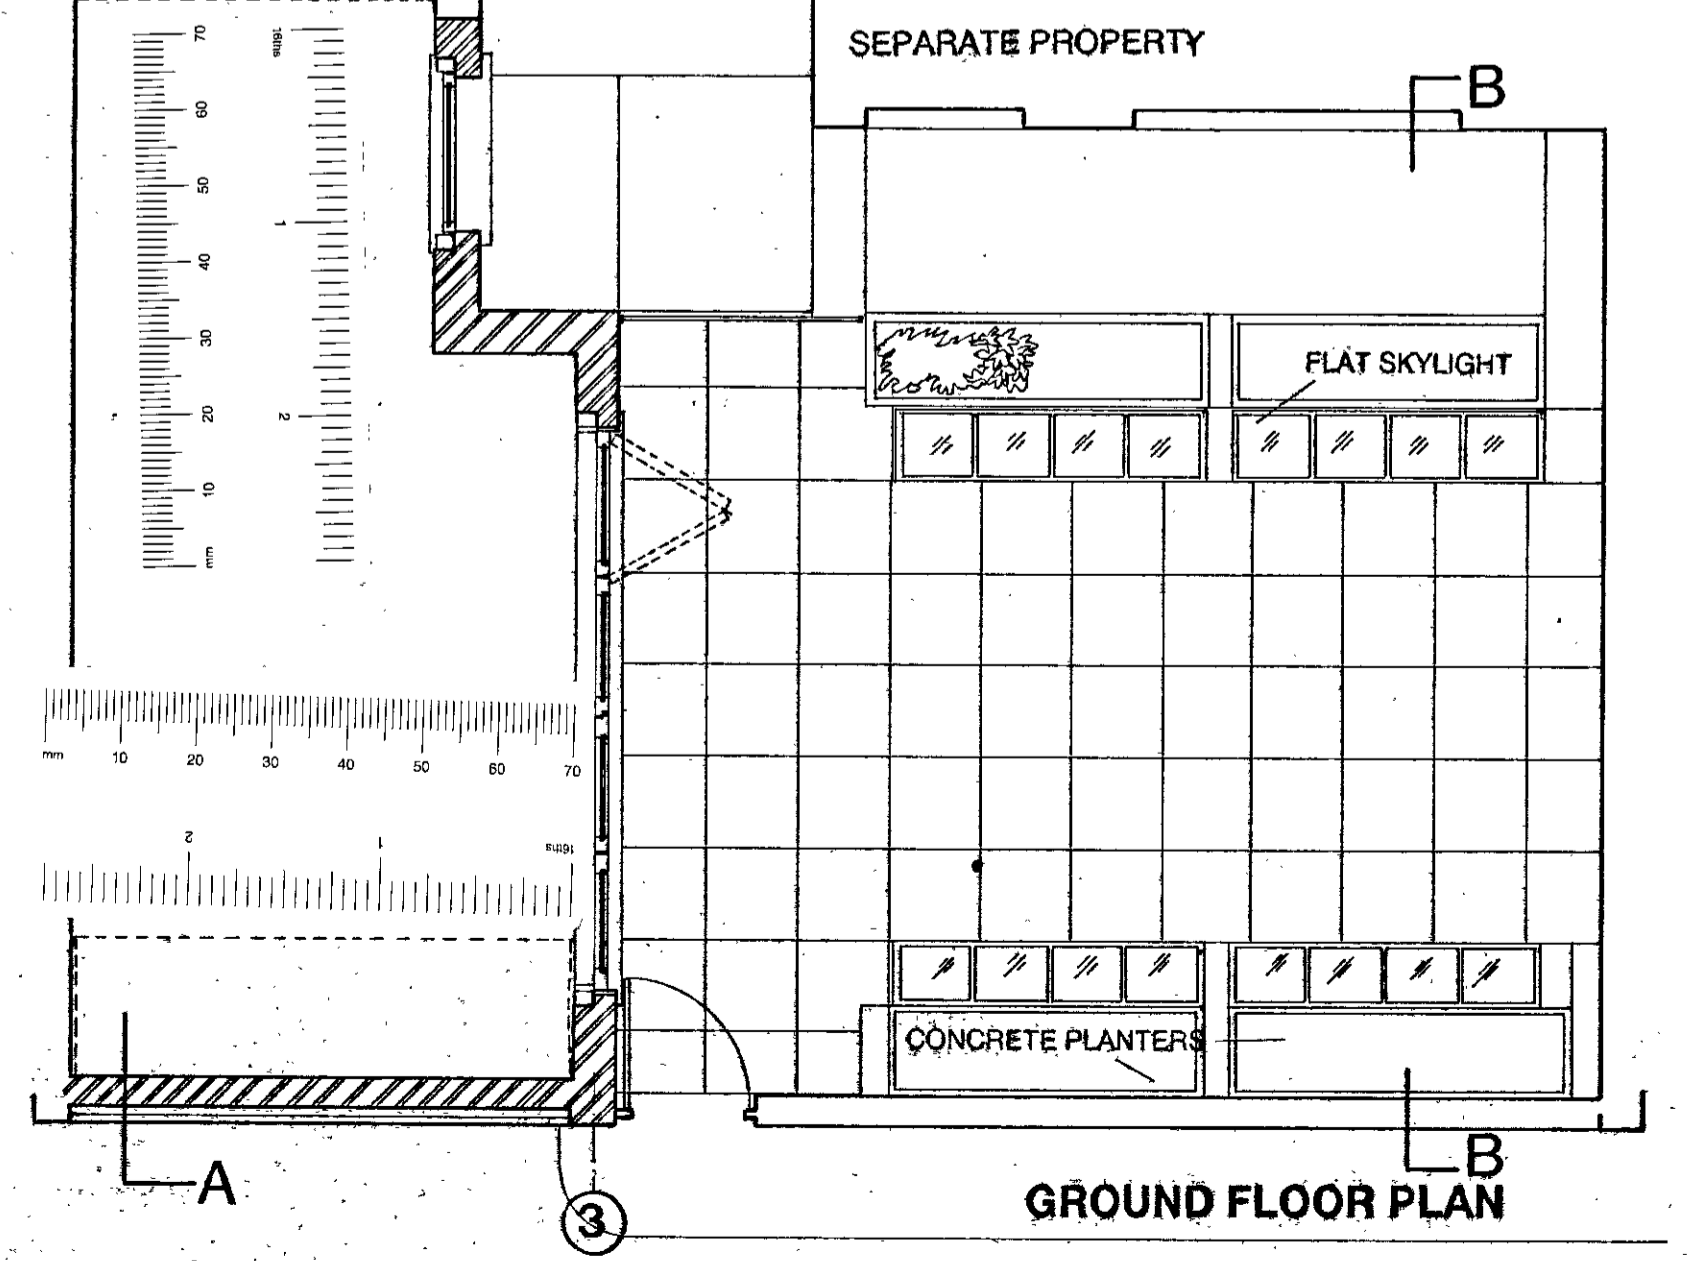 SEPARATE PROPERTY
B
70
60
50
40
30
20
10
mm
16ths
1
2
FLAT SKYLIGHT
mm 10 20 30 40 50 60 70
2 1 16ths
CONCRETE PLANTERS
A
B
3
GROUND FLOOR PLAN